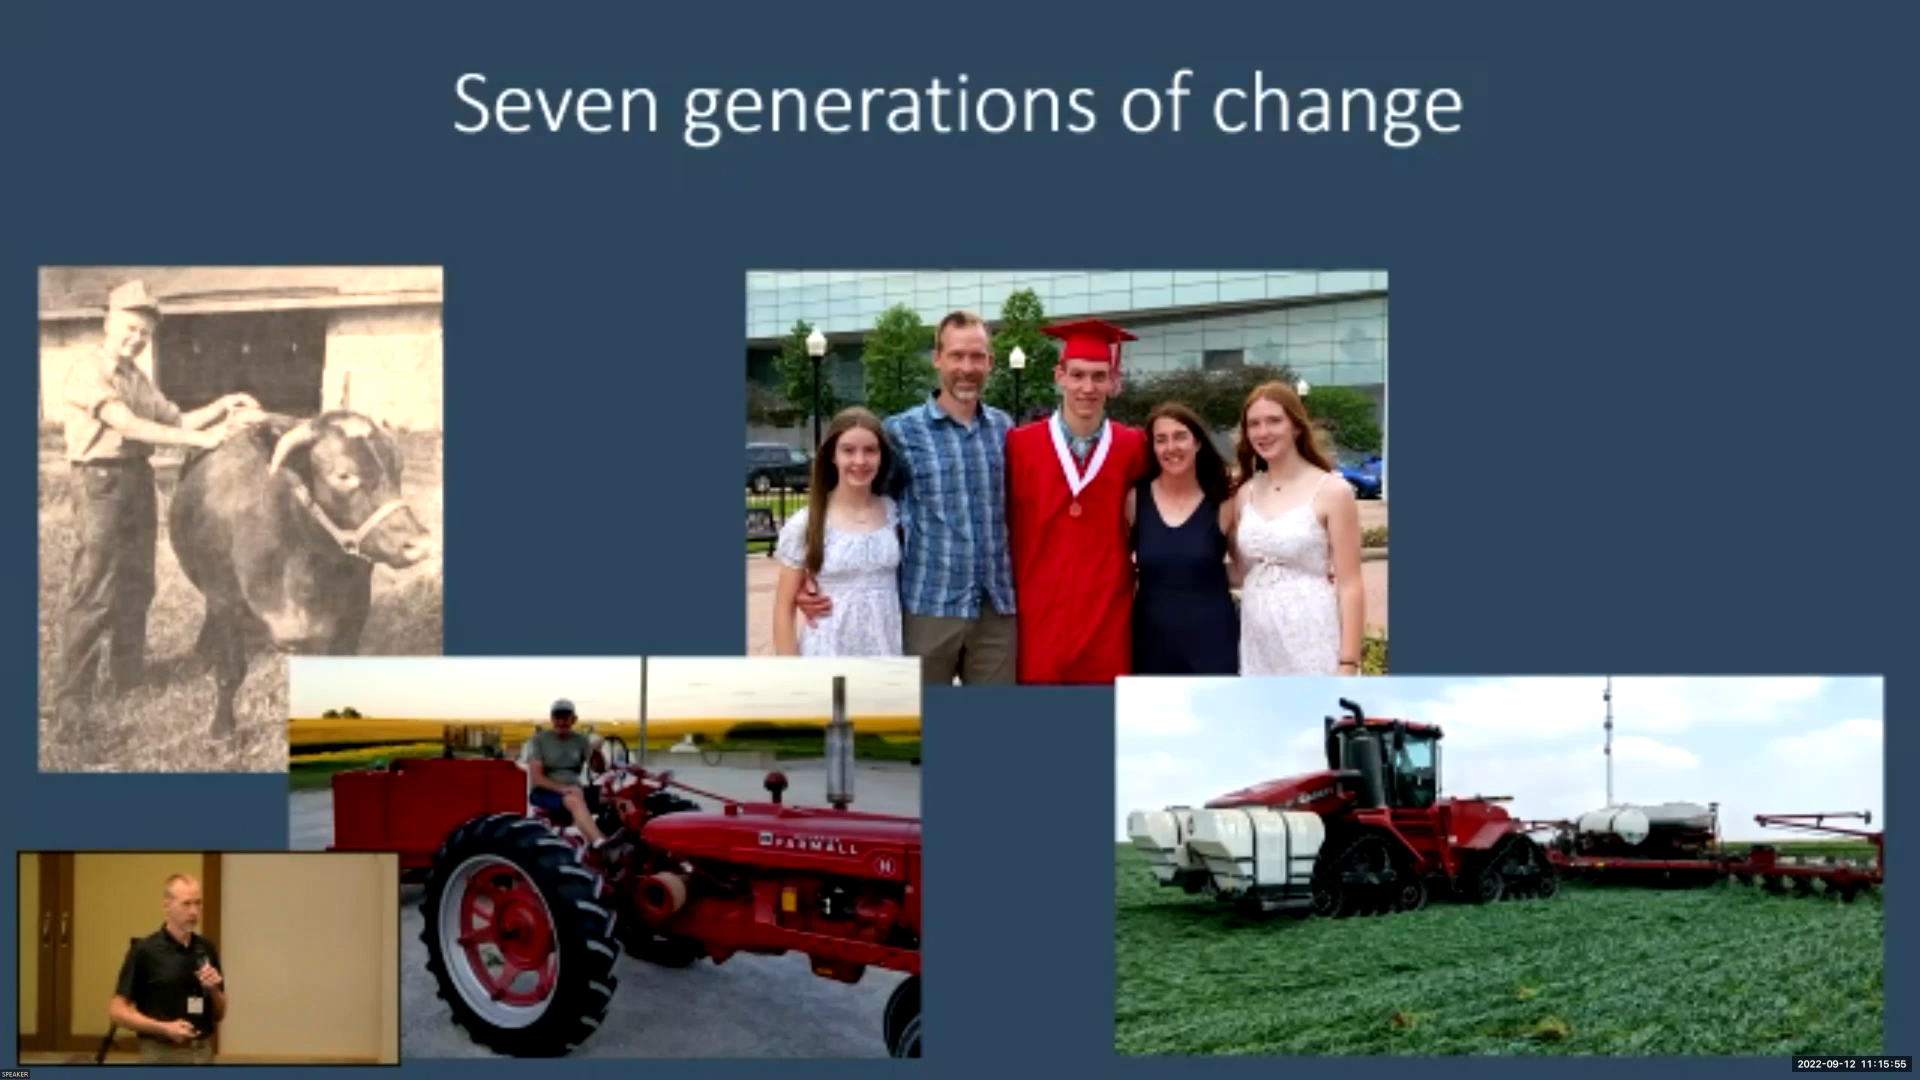 Seven generations of change
FARMALL
H
SPEAKER
2022-09-12 11:15:55